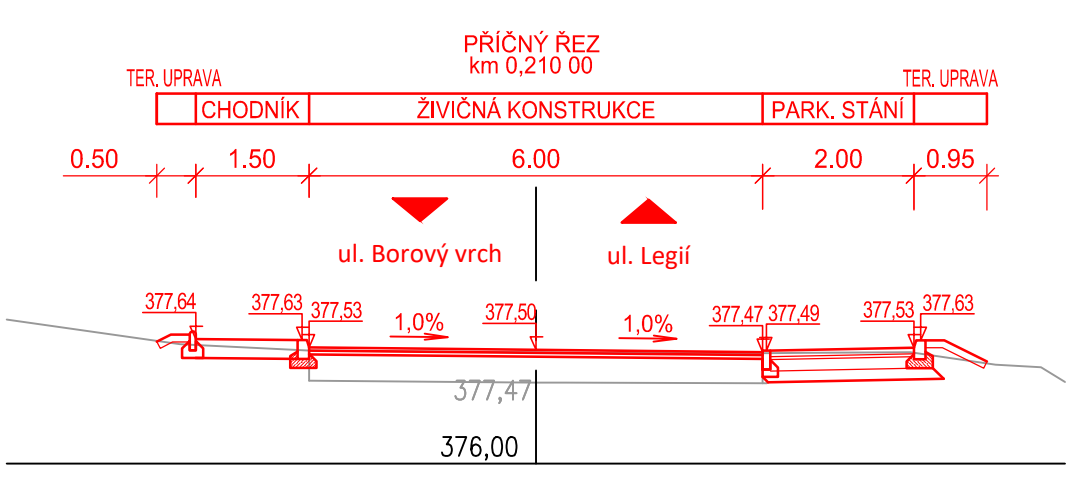 PŘÍČNÝ ŘEZ
km 0,210 00
TER. UPRAVA TER. UPRAVA
CHODNÍK ŽIVIČNÁ KONSTRUKCE PARK. STÁNÍ
0.50 1.50 6.00 2.00 0.95
ul. Borový vrch ul. Legií
377,64 377,63 377,53 377,50 377,47 377,49 377,53 377,63
1,0% 1,0%
377,47
376,00